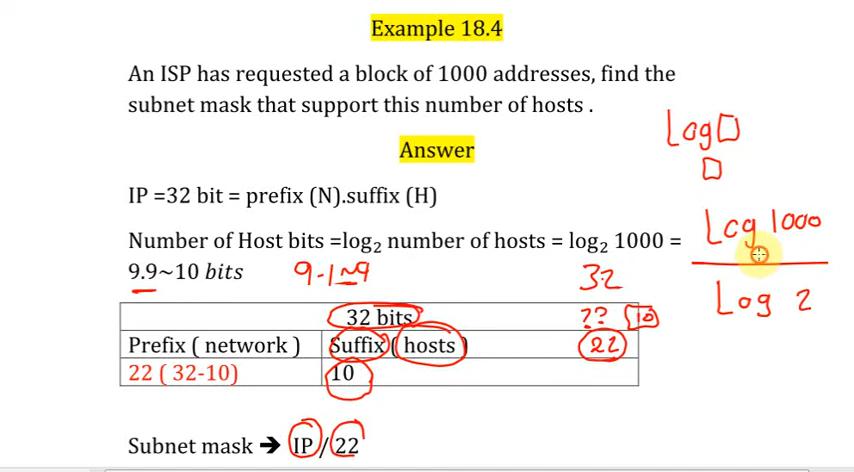 Example 18.4
An ISP has requested a block of 1000 addresses, find the
subnet mask that support this number of hosts .
Log□
□
Answer
IP =32 bit = prefix (N).suffix (H)
Log 1000
Number of Host bits =log₂ number of hosts = log₂ 1000 =
9.9~10 bits 9-1~9 32
Log 2
32 bits ?? 10
Prefix ( network ) Suffix ( hosts ) 22
22 ( 32-10) 10
Subnet mask ➔ IP/22